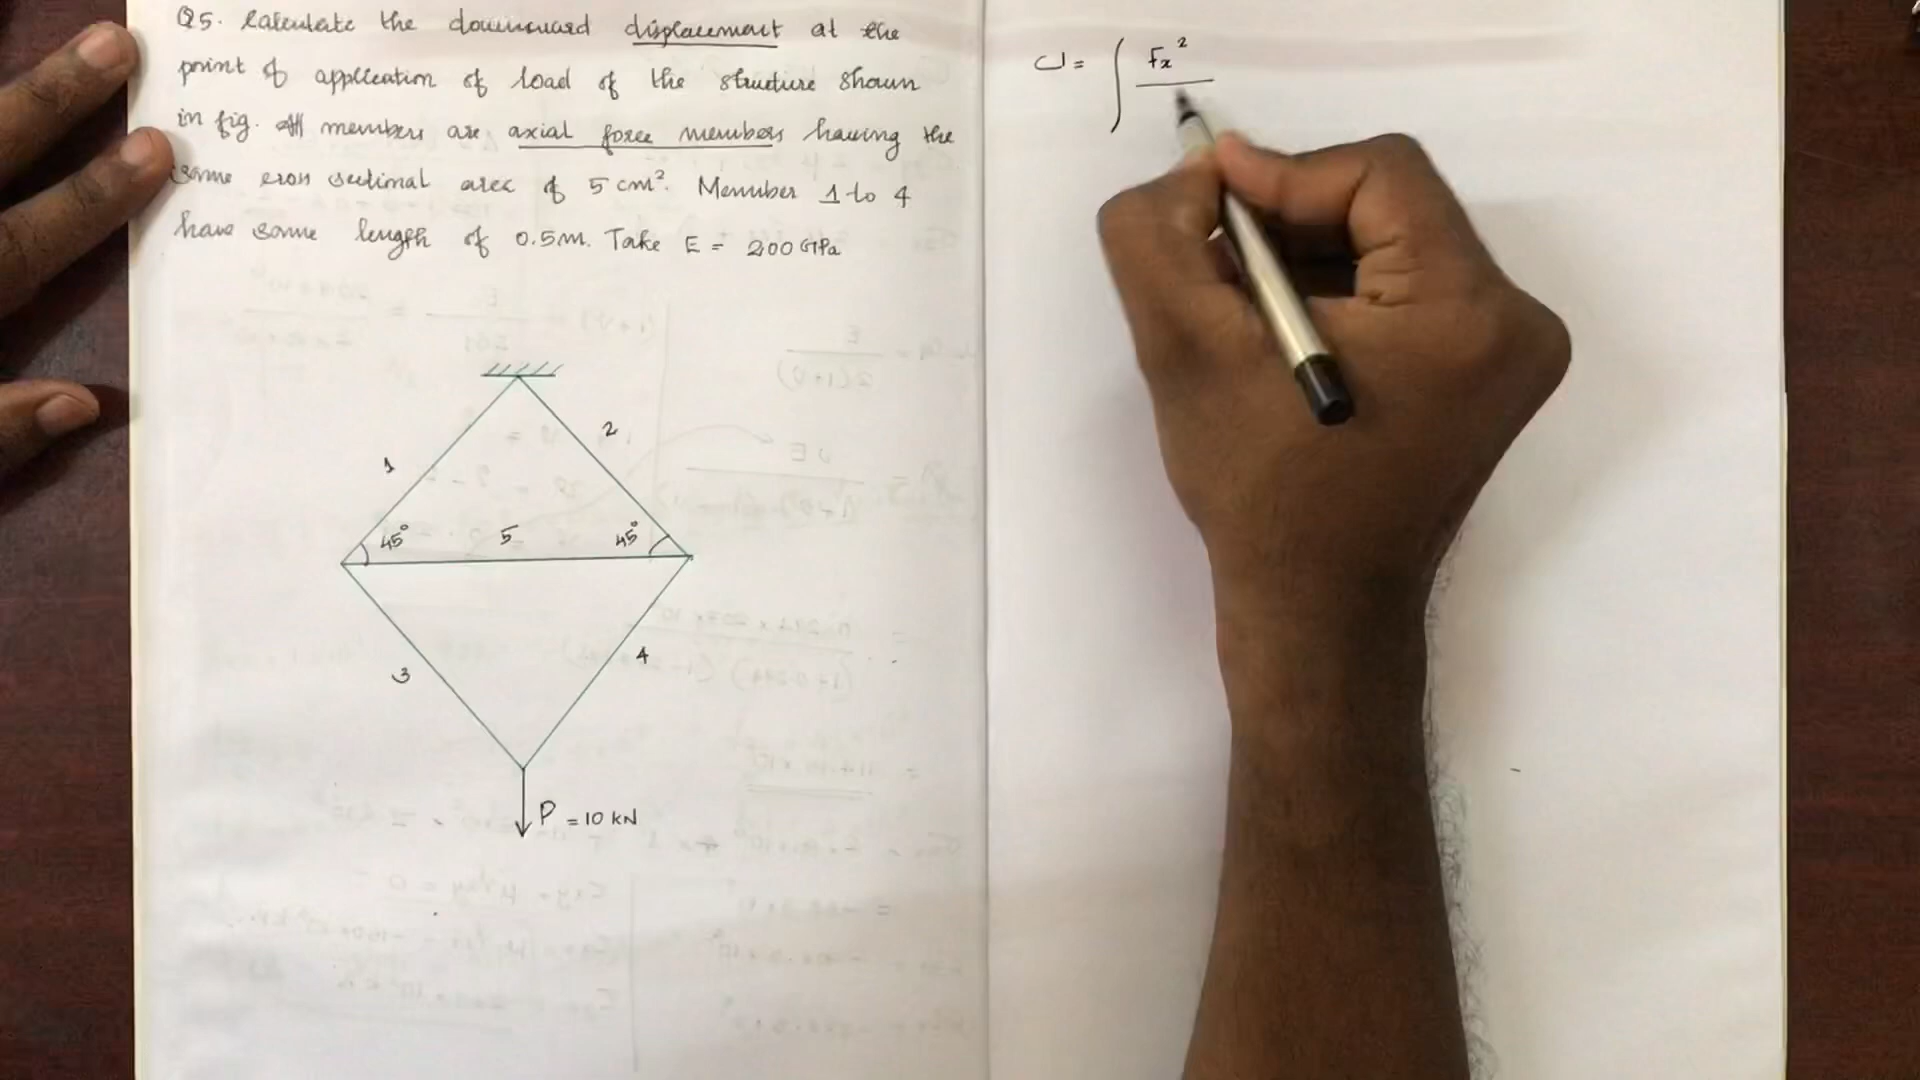 Q5. Calculate the downward displacement at the
point of application of load of the structure shown
in fig. All members are axial force members having the
same cross sectional area of 5 cm². Member 1 to 4
have same length of 0.5m. Take E = 200 GPa
U = ∫ Fx²
1
2
45°
5
45°
3
4
P = 10 kN